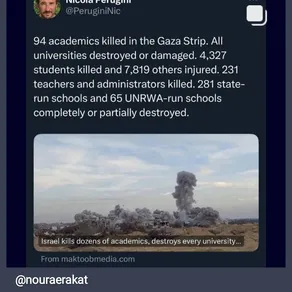 Nicola Perugini
@PeruginiNic
94 academics killed in the Gaza Strip. All
universities destroyed or damaged. 4,327
students killed and 7,819 others injured. 231
teachers and administrators killed. 281 state-
run schools and 65 UNRWA-run schools
completely or partially destroyed.
Israel kills dozens of academics, destroys every university...
From maktoobmedia.com
@nouraerakat